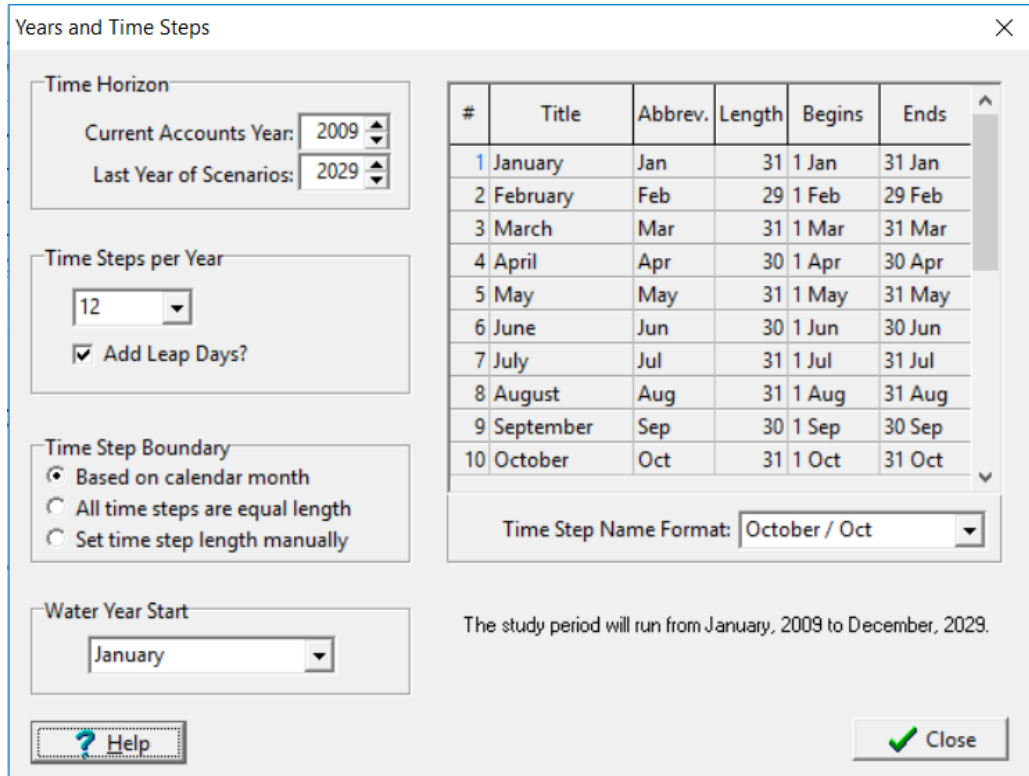 Years and Time Steps
Time Horizon
Current Accounts Year: 2009
Last Year of Scenarios: 2029
Time Steps per Year
12
Add Leap Days?
Time Step Boundary
Based on calendar month
All time steps are equal length
Set time step length manually
Water Year Start
January
Help
# Title Abbrev. Length Begins Ends
1 January Jan 31 1 Jan 31 Jan
2 February Feb 29 1 Feb 29 Feb
3 March Mar 31 1 Mar 31 Mar
4 April Apr 30 1 Apr 30 Apr
5 May May 31 1 May 31 May
6 June Jun 30 1 Jun 30 Jun
7 July Jul 31 1 Jul 31 Jul
8 August Aug 31 1 Aug 31 Aug
9 September Sep 30 1 Sep 30 Sep
10 October Oct 31 1 Oct 31 Oct
Time Step Name Format: October / Oct
The study period will run from January, 2009 to December, 2029.
Close